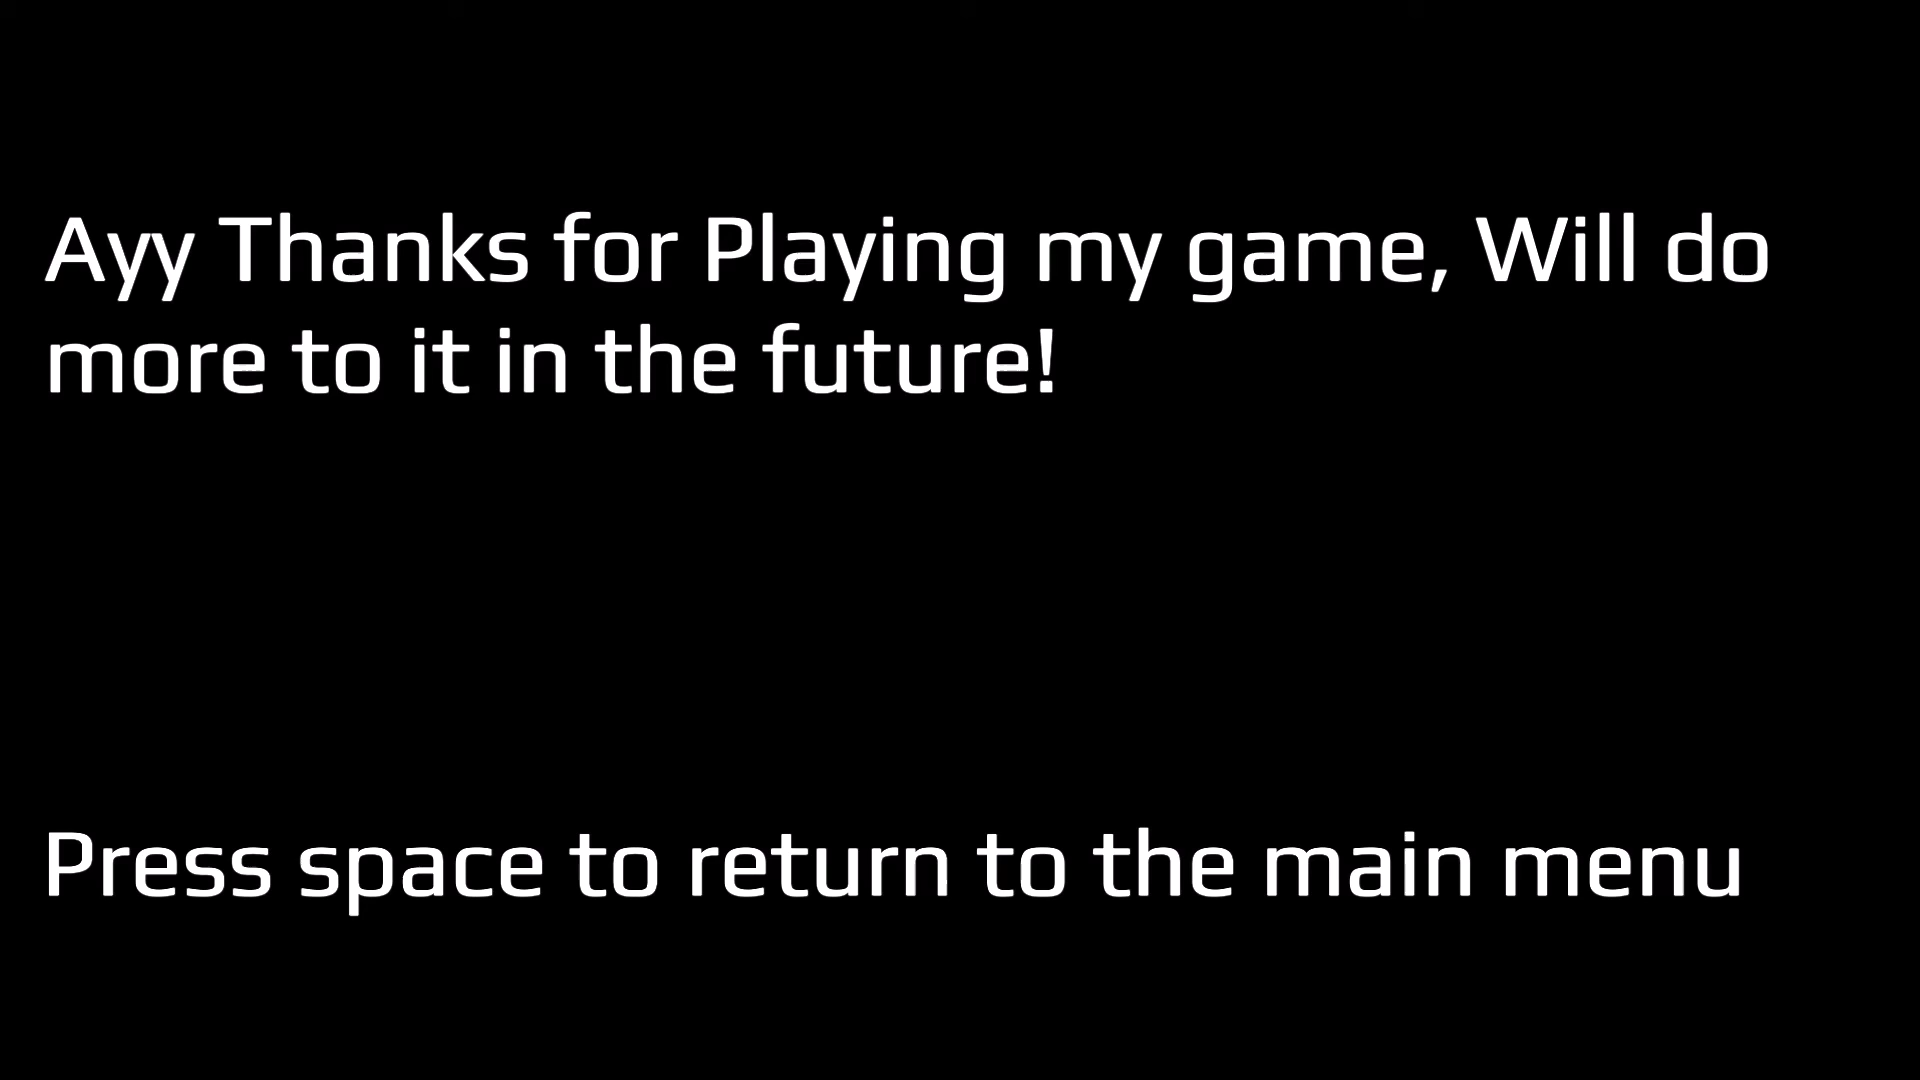 Ayy Thanks for Playing my game, Will do
more to it in the future!
Press space to return to the main menu